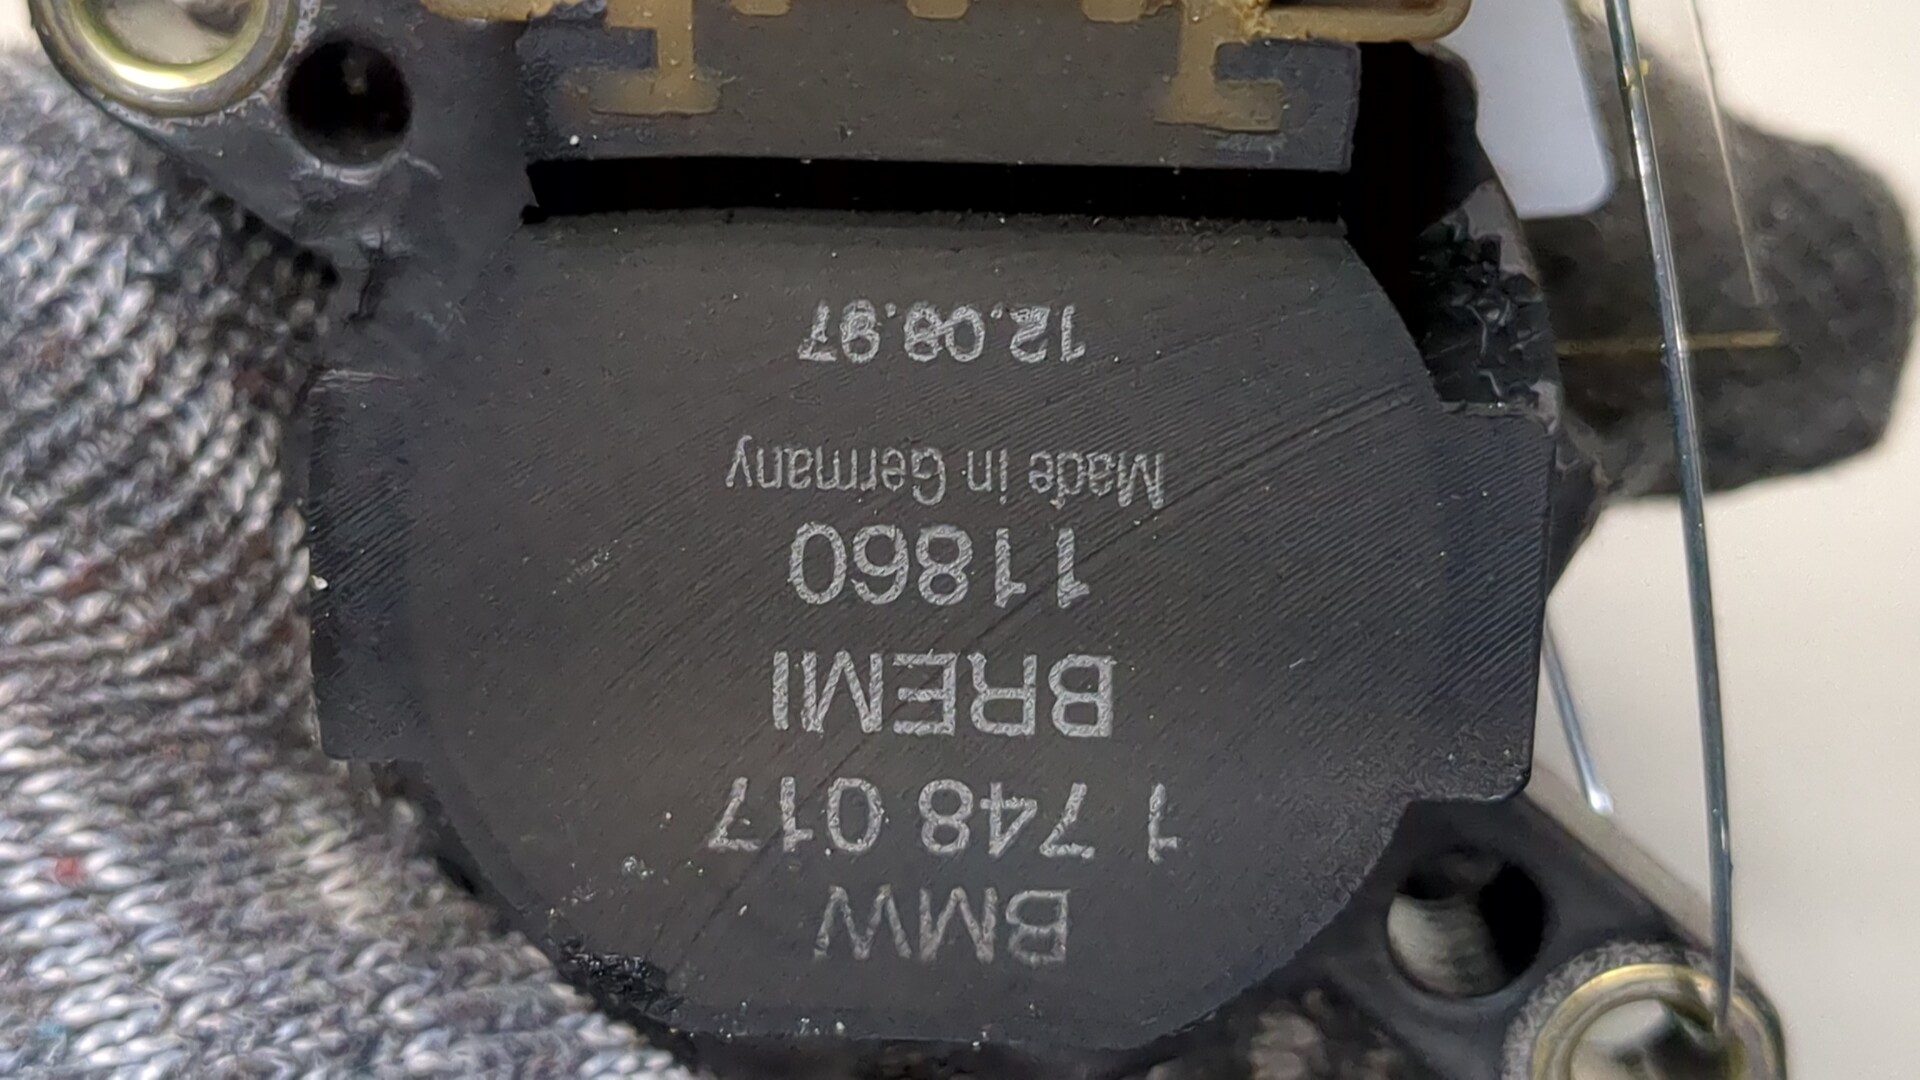 BMW
1 748 017
BREMI
11860
Made in Germany
12.08.97